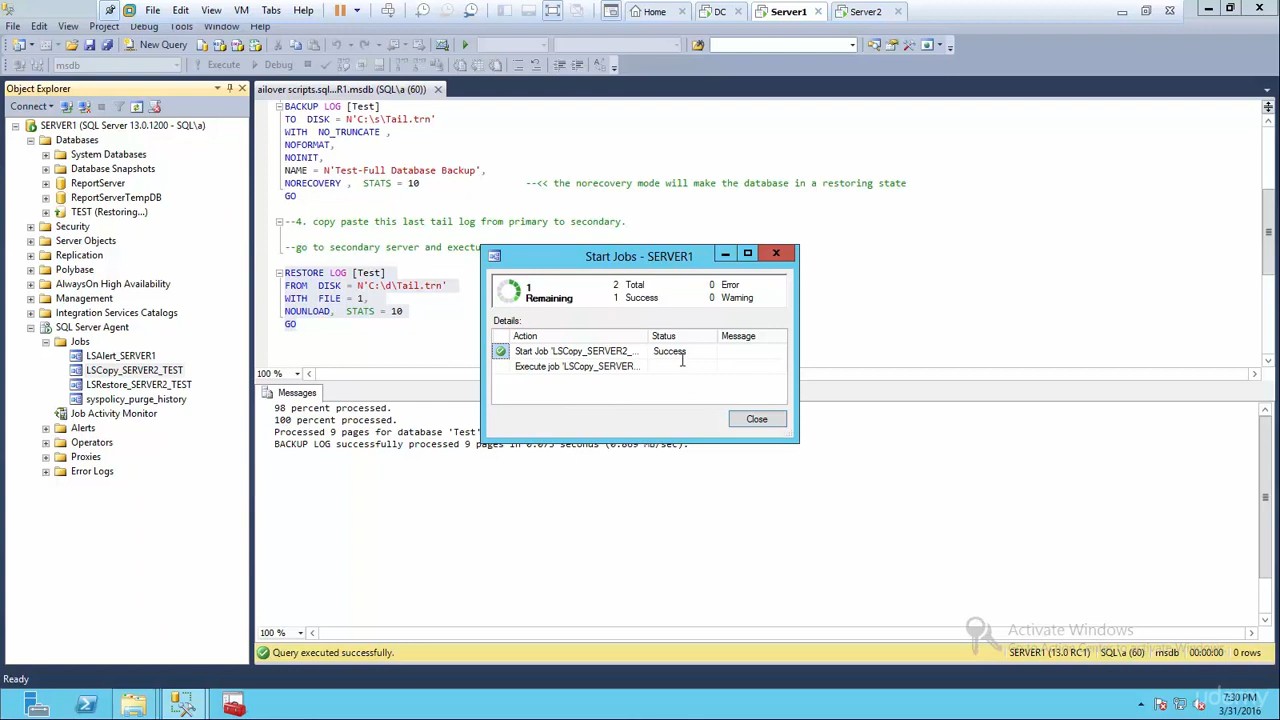 File Edit View VM Tabs Help
Home DC Server1 Server2
File Edit View Project Debug Tools Window Help
New Query
msdb Execute Debug
Object Explorer
Connect
SERVER1 (SQL Server 13.0.1200 - SQL\a)
Databases
System Databases
Database Snapshots
ReportServer
ReportServerTempDB
TEST (Restoring...)
Security
Server Objects
Replication
Polybase
AlwaysOn High Availability
Management
Integration Services Catalogs
SQL Server Agent
Jobs
LSAlert_SERVER1
LSCopy_SERVER2_TEST
LSRestore_SERVER2_TEST
syspolicy_purge_history
Job Activity Monitor
Alerts
Operators
Proxies
Error Logs
ailover scripts.sql...R1.msdb (SQL\a (60))
BACKUP LOG [Test]
TO DISK = N'C:\s\Tail.trn'
WITH NO_TRUNCATE ,
NOFORMAT,
NOINIT,
NAME = N'Test-Full Database Backup',
NORECOVERY , STATS = 10 --<< the norecovery mode will make the database in a restoring state
GO
--4. copy paste this last tail log from primary to secondary.
--go to secondary server and exectu
RESTORE LOG [Test]
FROM DISK = N'C:\d\Tail.trn'
WITH FILE = 1,
NOUNLOAD, STATS = 10
GO
100 %
Messages
98 percent processed.
100 percent processed.
Processed 9 pages for database 'Test'
BACKUP LOG successfully processed 9 pages in 0.075 seconds (0.869 MB/sec).
Start Jobs - SERVER1
1 Remaining
2 Total 0 Error
1 Success 0 Warning
Details:
Action Status Message
Start Job 'LSCopy_SERVER2_... Success
Execute job 'LSCopy_SERVER...
Close
100 %
Activate Windows
Query executed successfully. SERVER1 (13.0 RC1) SQL\a (60) msdb 00:00:00 0 rows
Ready
udemy
7:30 PM
3/31/2016